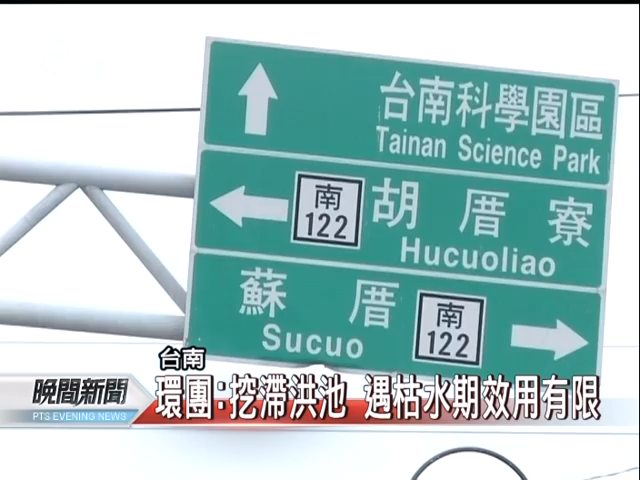 台南科學園區
Tainan Science Park
南 122
胡厝寮
Hucuoliao
蘇厝
南 122
Sucuo
台南
晚間新聞
PTS EVENING NEWS
環團:挖滯洪池 遇枯水期效用有限